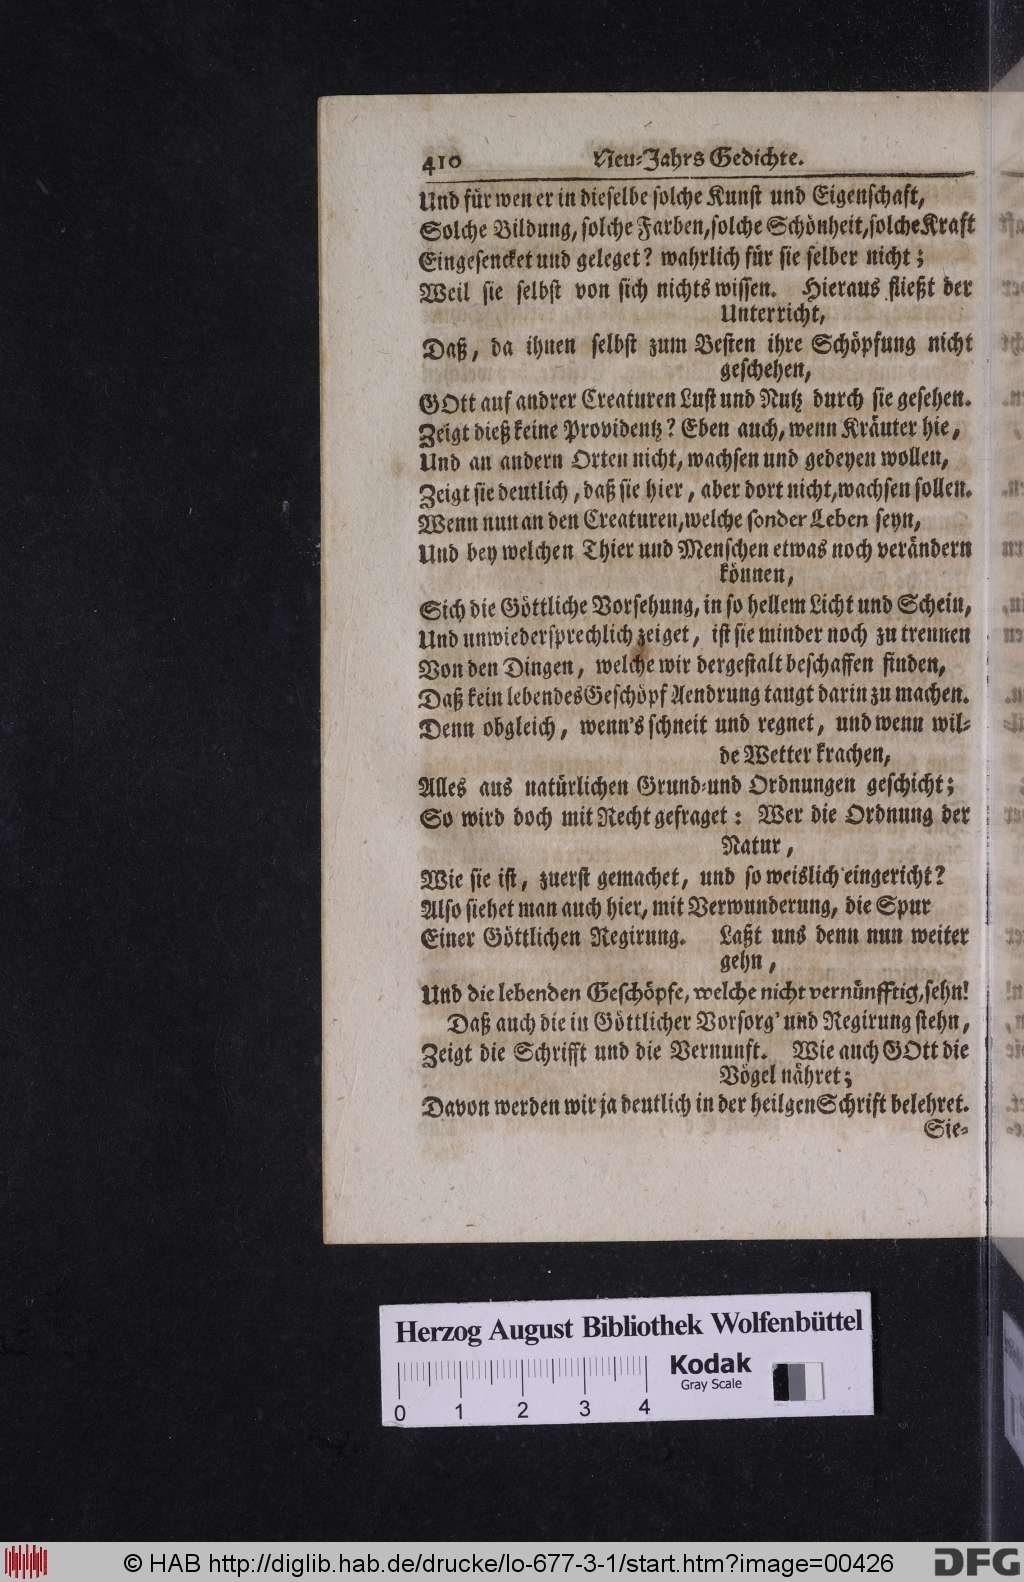 410 Neu-Jahrs Gedichte.
Und für wen er in dieselbe solche Kunst und Eigenschaft,
Solche Bildung, solche Farben, solche Schönheit, solche Kraft
Eingesencket und geleget? wahrlich für sie selber nicht;
Weil sie selbst von sich nichts wissen. Hieraus fließt der
Unterricht,
Daß, da ihnen selbst zum Besten ihre Schöpfung nicht
geschehen,
GOtt auf andrer Creaturen Lust und Nutz durch sie gesehen.
Zeigt dieß keine Providentz? Eben auch, wenn Kräuter hie,
Und an andern Orten nicht, wachsen und gedeyen wollen,
Zeigt sie deutlich, daß sie hier, aber dort nicht, wachsen sollen.
Wenn nun an den Creaturen, welche sonder Leben seyn,
Und bey welchen Thier und Menschen etwas noch verändern
können,
Sich die Göttliche Vorsehung, in so hellem Licht und Schein,
Und unwiedersprechlich zeiget, ist sie minder noch zu trennen
Von den Dingen, welche wir dergestalt beschaffen finden,
Daß kein lebendes Geschöpf Aendrung taugt darin zu machen.
Denn obgleich, wenn's schneit und regnet, und wenn wil-
de Wetter krachen,
Alles aus natürlichen Grund- und Ordnungen geschicht;
So wird doch mit Recht gefraget: Wer die Ordnung der
Natur,
Wie sie ist, zuerst gemachet, und so weislich eingericht?
Also siehet man auch hier, mit Verwunderung, die Spur
Einer Göttlichen Regirung. Laßt uns denn nun weiter
gehn,
Und die lebenden Geschöpfe, welche nicht vernünfftig, sehn!
Daß auch die in Göttlicher Vorsorg' und Regirung stehn,
Zeigt die Schrifft und die Vernunft. Wie auch GOtt die
Vögel nähret;
Davon werden wir ja deutlich in der heilgen Schrift belehret.
Sie-
Herzog August Bibliothek Wolfenbüttel
Kodak
Gray Scale
0 1 2 3 4
© HAB http://diglib.hab.de/drucke/lo-677-3-1/start.htm?image=00426
DFG